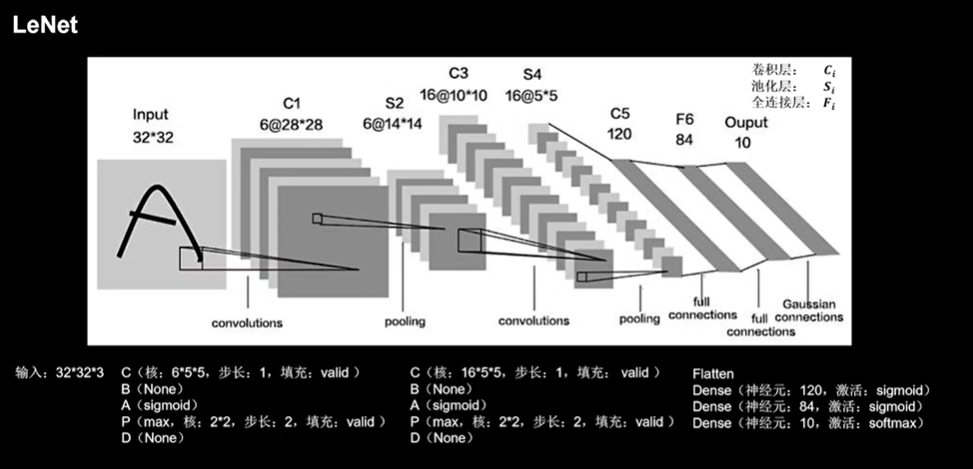 LeNet
卷积层： Cᵢ
池化层： Sᵢ
全连接层： Fᵢ
Input
32*32
C1
6@28*28
S2
6@14*14
C3
16@10*10
S4
16@5*5
C5
120
F6
84
Ouput
10
convolutions
pooling
convolutions
pooling
full
connections
full
connections
Gaussian
connections
输入：32*32*3
C（核：6*5*5，步长：1，填充：valid ）
B（None）
A（sigmoid）
P（max，核：2*2，步长：2，填充：valid ）
D（None）
C（核：16*5*5，步长：1，填充：valid ）
B（None）
A（sigmoid）
P（max，核：2*2，步长：2，填充：valid ）
D（None）
Flatten
Dense（神经元：120，激活：sigmoid）
Dense（神经元：84，激活：sigmoid）
Dense（神经元：10，激活：softmax）